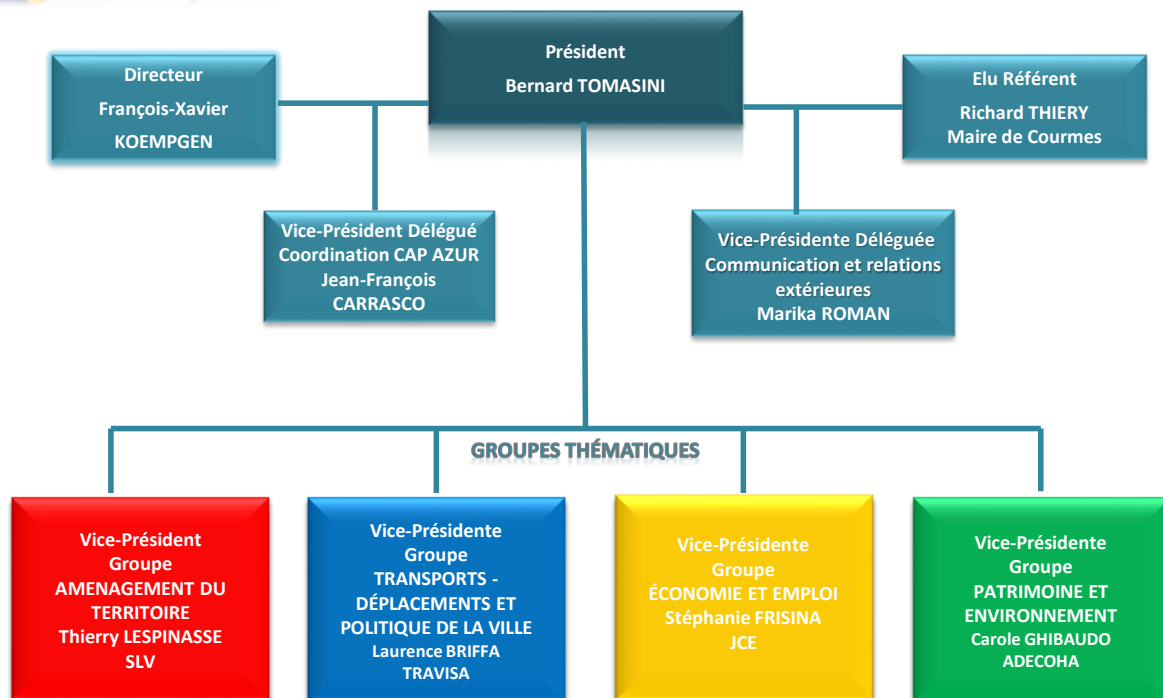 Président
Bernard TOMASINI
Directeur
François-Xavier
KOEMPGEN
Elu Référent
Richard THIERY
Maire de Courmes
Vice-Président Délégué
Coordination CAP AZUR
Jean-François
CARRASCO
Vice-Présidente Déléguée
Communication et relations
extérieures
Marika ROMAN
GROUPES THÉMATIQUES
Vice-Président
Groupe
AMENAGEMENT DU
TERRITOIRE
Thierry LESPINASSE
SLV
Vice-Présidente
Groupe
TRANSPORTS -
DÉPLACEMENTS ET
POLITIQUE DE LA VILLE
Laurence BRIFFA
TRAVISA
Vice-Présidente
Groupe
ÉCONOMIE ET EMPLOI
Stéphanie FRISINA
JCE
Vice-Présidente
Groupe
PATRIMOINE ET
ENVIRONNEMENT
Carole GHIBAUDO
ADECOHA